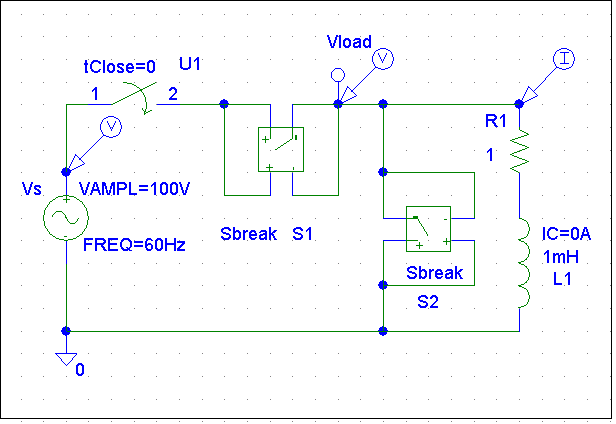 Vload
V
I
tClose=0
U1
1
2
V
R1
1
Vs
VAMPL=100V
+
-
+
-
+
-
FREQ=60Hz
Sbreak S1
-
-
+
+
Sbreak
S2
IC=0A
1mH
L1
0